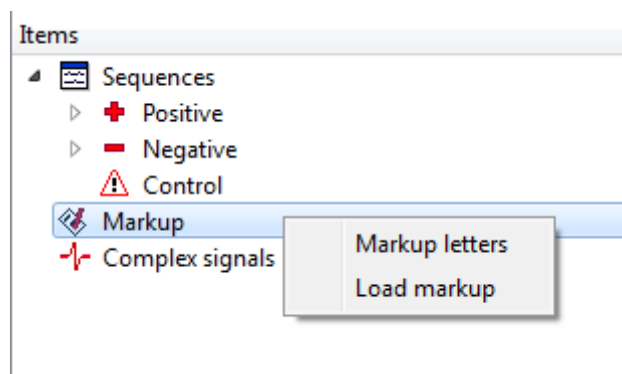 Items
Sequences
Positive
Negative
Control
Markup
Complex signals
Markup letters
Load markup